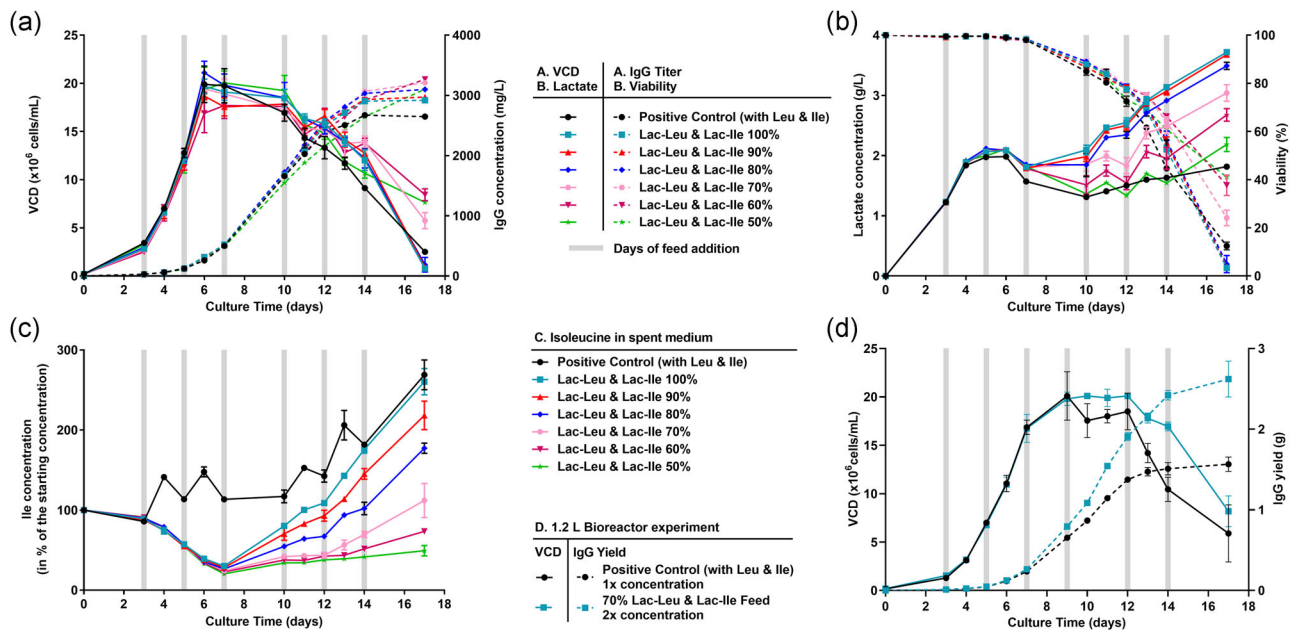 (a)
25
20
15
10
5
0
VCD (x10⁶ cells/mL)
4000
3000
2000
1000
0
IgG concentration (mg/L)
0 2 4 6 8 10 12 14 16 18
Culture Time (days)
A. VCD
B. Lactate
A. IgG Titer
B. Viability
Positive Control (with Leu & Ile)
Lac-Leu & Lac-Ile 100%
Lac-Leu & Lac-Ile 90%
Lac-Leu & Lac-Ile 80%
Lac-Leu & Lac-Ile 70%
Lac-Leu & Lac-Ile 60%
Lac-Leu & Lac-Ile 50%
Days of feed addition
(b)
4
3
2
1
0
Lactate concentration (g/L)
100
80
60
40
20
0
Viability (%)
0 2 4 6 8 10 12 14 16 18
Culture Time (days)
(c)
300
200
100
0
Ile concentration
(in % of the starting concentration)
0 2 4 6 8 10 12 14 16 18
Culture Time (days)
C. Isoleucine in spent medium
Positive Control (with Leu & Ile)
Lac-Leu & Lac-Ile 100%
Lac-Leu & Lac-Ile 90%
Lac-Leu & Lac-Ile 80%
Lac-Leu & Lac-Ile 70%
Lac-Leu & Lac-Ile 60%
Lac-Leu & Lac-Ile 50%
D. 1.2 L Bioreactor experiment
VCD IgG Yield
Positive Control (with Leu & Ile)
1x concentration
70% Lac-Leu & Lac-Ile Feed
2x concentration
(d)
25
20
15
10
5
0
VCD (x10⁶cells/mL)
3
2
1
0
IgG yield (g)
0 2 4 6 8 10 12 14 16 18
Culture Time (days)